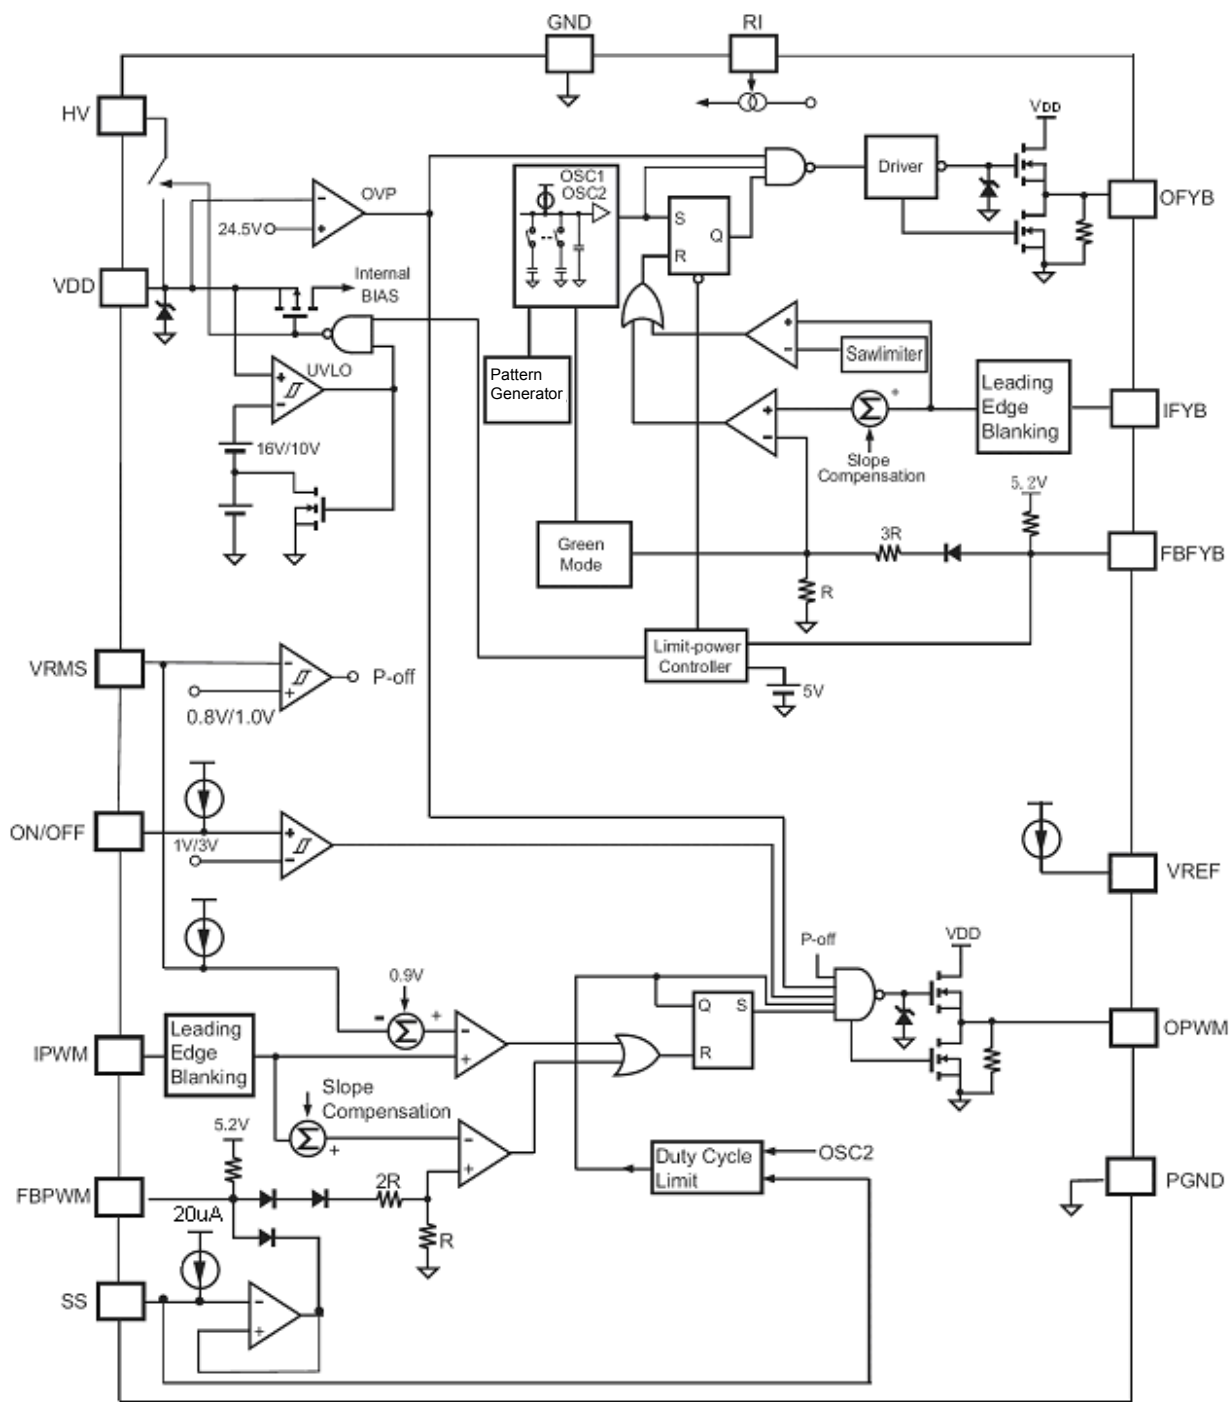 GND
RI
HV
VDD
OSC1
OSC2
Driver
OVP
24.5V
S
Q
R
OFYB
VDD
Internal
BIAS
UVLO
Pattern
Generator
Sawlimiter
Leading
Edge
Blanking
IFYB
16V/10V
Σ
Slope
Compensation
5.2V
Green
Mode
3R
FBFYB
R
VRMS
P-off
0.8V/1.0V
Limit-power
Controller
5V
ON/OFF
1V/3V
VREF
P-off
VDD
0.9V
Σ
Q
S
R
OPWM
IPWM
Leading
Edge
Blanking
Slope
Compensation
Σ
5.2V
Duty Cycle
Limit
OSC2
PGND
FBPWM
2R
20uA
R
SS